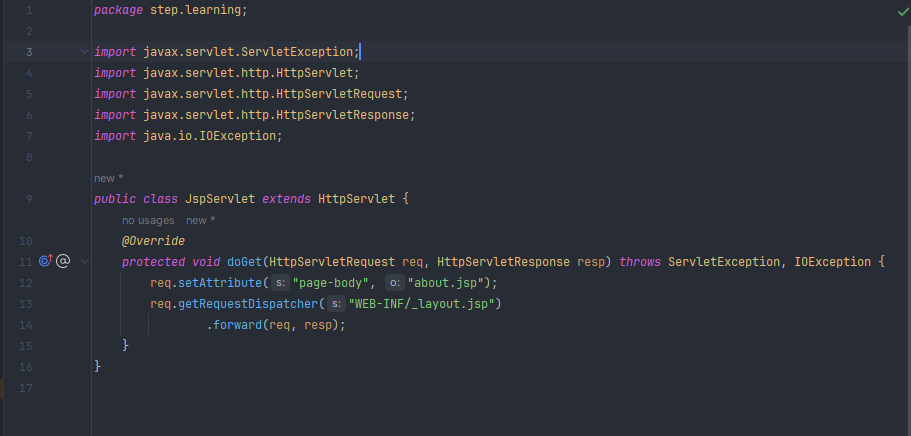 1 package step.learning;
2
3 import javax.servlet.ServletException;
4 import javax.servlet.http.HttpServlet;
5 import javax.servlet.http.HttpServletRequest;
6 import javax.servlet.http.HttpServletResponse;
7 import java.io.IOException;
8
new *
9 public class JspServlet extends HttpServlet {
no usages new *
10 @Override
11 @ protected void doGet(HttpServletRequest req, HttpServletResponse resp) throws ServletException, IOException {
12 req.setAttribute( s: "page-body", o: "about.jsp");
13 req.getRequestDispatcher( s: "WEB-INF/_layout.jsp")
14 .forward(req, resp);
15 }
16 }
17